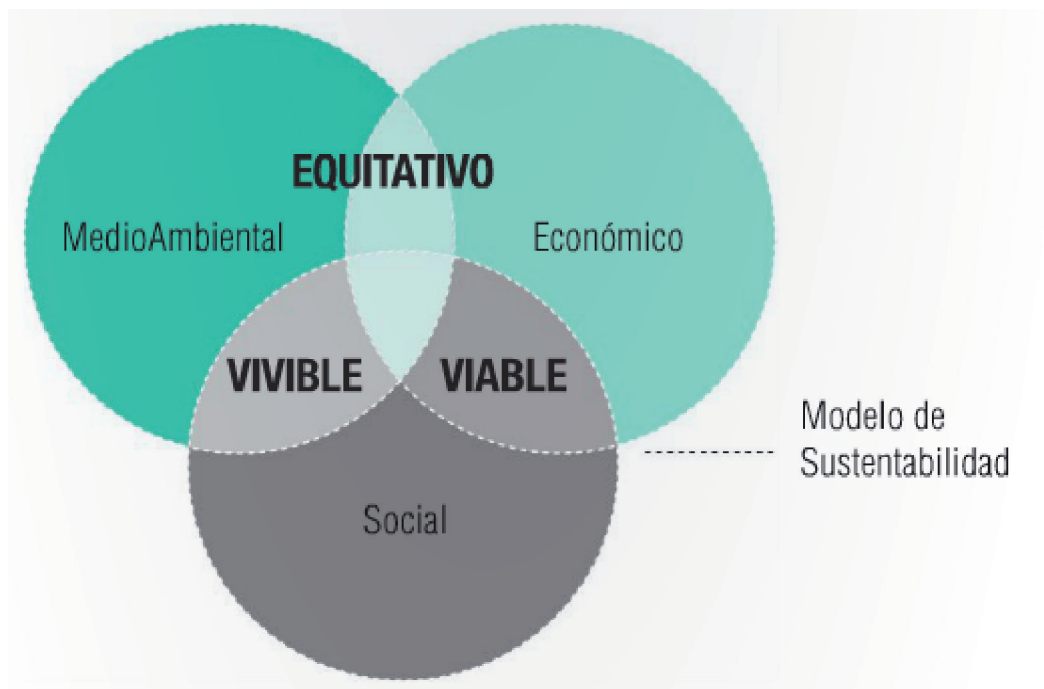 EQUITATIVO
MedioAmbiental
Económico
VIVIBLE
VIABLE
Modelo de
Sustentabilidad
Social